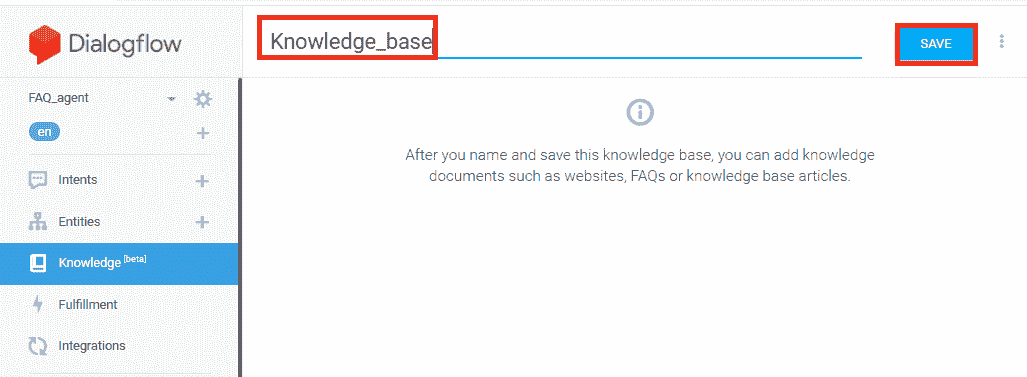 Dialogflow
Knowledge_base
SAVE
FAQ_agent
en
Intents
Entities
Knowledge [beta]
Fulfillment
Integrations
After you name and save this knowledge base, you can add knowledge
documents such as websites, FAQs or knowledge base articles.